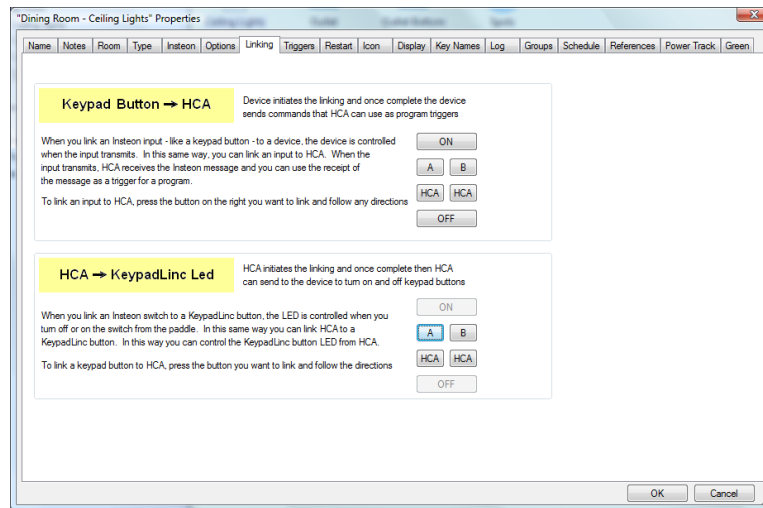 "Dining Room - Ceiling Lights" Properties
Name Notes Room Type Insteon Options Linking Triggers Restart Icon Display Key Names Log Groups Schedule References Power Track Green
Keypad Button → HCA
Device initiates the linking and once complete the device
sends commands that HCA can use as program triggers
When you link an Insteon input - like a keypad button - to a device, the device is controlled
when the input transmits. In this same way, you can link an input to HCA. When the
input transmits, HCA receives the Insteon message and you can use the receipt of
the message as a trigger for a program.
To link an input to HCA, press the button on the right you want to link and follow any directions
ON
A B
HCA HCA
OFF
HCA → KeypadLinc Led
HCA initiates the linking and once complete then HCA
can send to the device to turn on and off keypad buttons
When you link an Insteon switch to a KeypadLinc button, the LED is controlled when you
turn off or on the switch from the paddle. In this same way you can link HCA to a
KeypadLinc button. In this way you can control the KeypadLinc button LED from HCA.
To link a keypad button to HCA, press the button you want to link and follow the directions
ON
A B
HCA HCA
OFF
OK Cancel